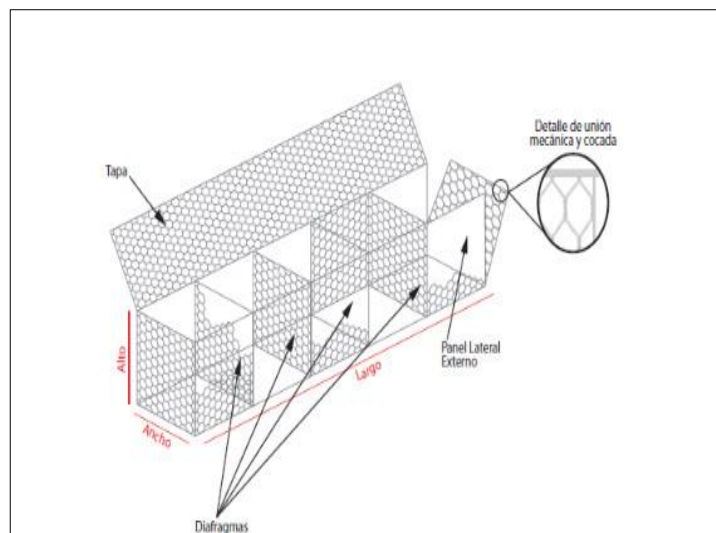 Detalle de unión
mecánica y cocada
Tapa
Alto
Ancho
Largo
Panel Lateral
Externo
Diafragmas